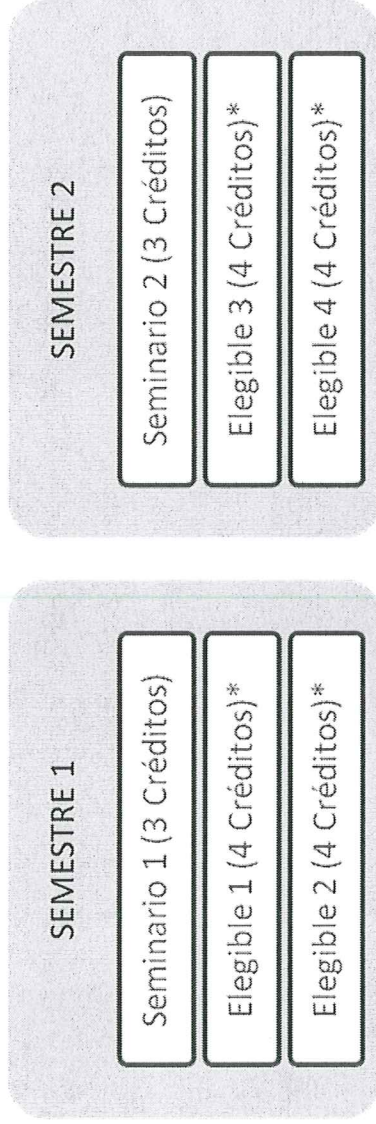 SEMESTRE 1
Seminario 1 (3 Créditos)
Elegible 1 (4 Créditos)*
Elegible 2 (4 Créditos)*
SEMESTRE 2
Seminario 2 (3 Créditos)
Elegible 3 (4 Créditos)*
Elegible 4 (4 Créditos)*